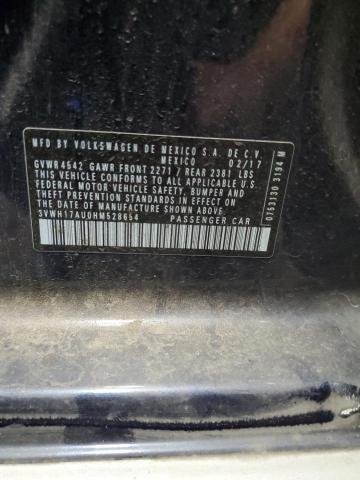 MFD BY VOLKSWAGEN DE MEXICO S.A. DE C.V.
MEXICO 02/17
GVWR4542 GAWR FRONT 2271 / REAR 2381 LBS
THIS VEHICLE CONFORMS TO ALL APPLICABLE U.S.
FEDERAL MOTOR VEHICLE SAFETY, BUMPER AND
THEFT PREVENTION STANDARDS IN EFFECT ON
THE DATE OF MANUFACTURE SHOWN ABOVE.
3VWH17AU0HM528654 PASSENGER CAR
0753130 3194 M